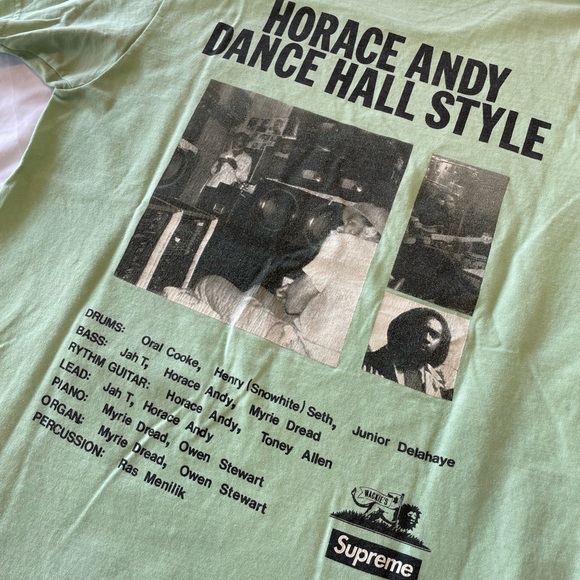 HORACE ANDY
DANCE HALL STYLE
DRUMS: Oral Cooke, Henry (Snowhite) Seth, Junior Delahaye
BASS: Jah T, Horace Andy, Myrie Dread
RYTHM GUITAR: Horace Andy, Toney Allen
LEAD: Jah T, Horace Andy
PIANO: Myrie Dread, Owen Stewart
ORGAN: Myrie Dread, Owen Stewart
PERCUSSION: Ras Menilik
WACKIE'S
Supreme